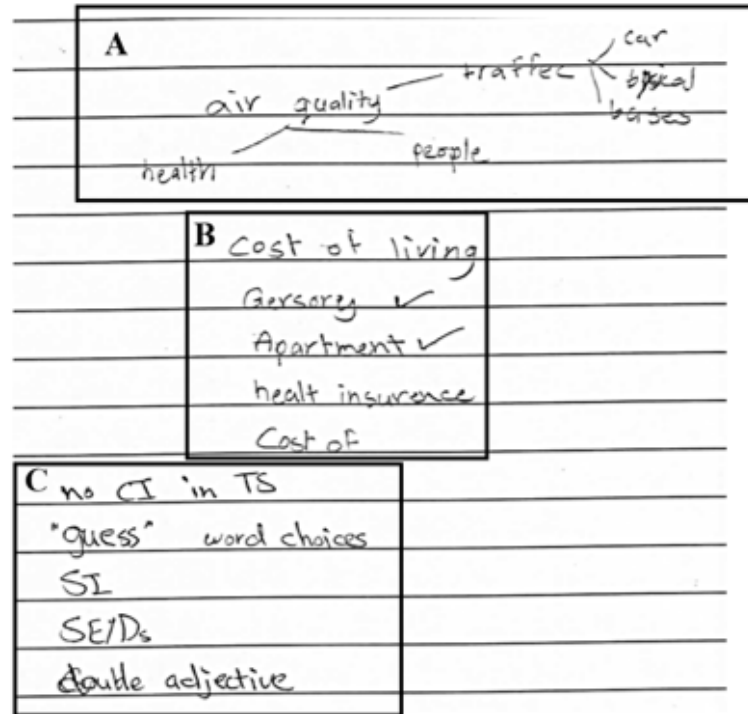 A
car
traffec
bysical
air quality
buses
people
health
B
Cost of living
Gersorey ✓
Apartment ✓
healt insurence
Cost of
C
no CI in TS
"guess" word choices
SI
SE/Ds
double adjective